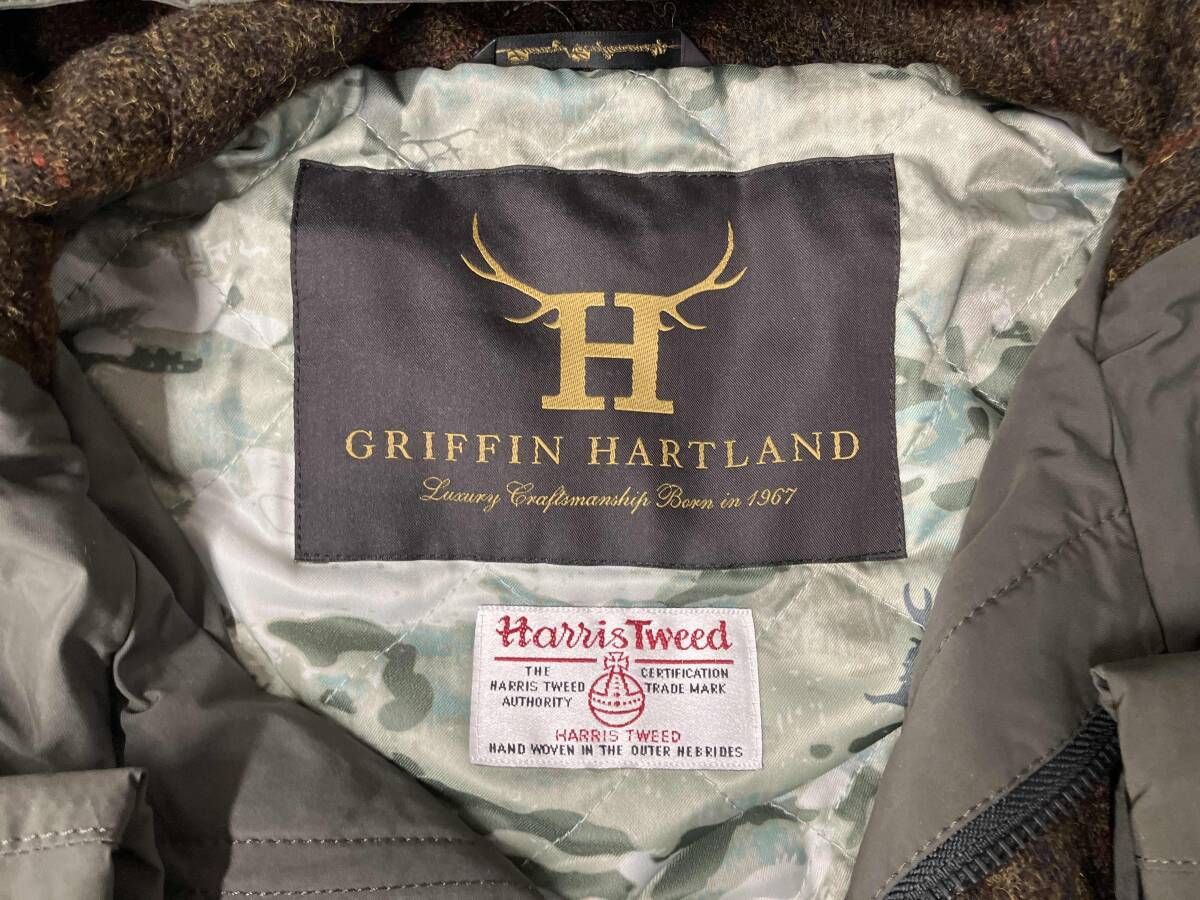 H
GRIFFIN HARTLAND
Luxury Craftsmanship Born in 1967
Harris Tweed
THE HARRIS TWEED AUTHORITY
CERTIFICATION TRADE MARK
HARRIS TWEED
HAND WOVEN IN THE OUTER HEBRIDES